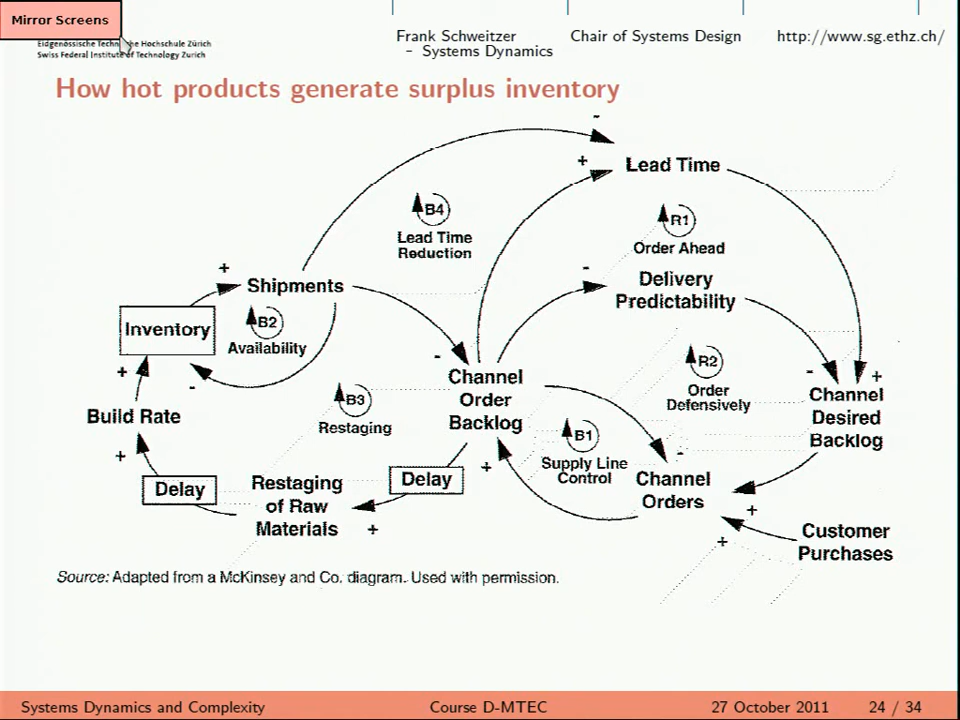 Mirror Screens
Eidgenössische Technische Hochschule Zürich
Swiss Federal Institute of Technology Zurich
Frank Schweitzer
– Systems Dynamics
Chair of Systems Design
http://www.sg.ethz.ch/
How hot products generate surplus inventory
-
+
Lead Time
B4
Lead Time
Reduction
R1
Order Ahead
+
Shipments
-
Delivery
Predictability
Inventory
B2
Availability
-
+
-
Build Rate
B3
Restaging
Channel
Order
Backlog
R2
Order
Defensively
-
+
Channel
Desired
Backlog
B1
Supply Line
Control
-
+
Delay
Restaging
of Raw
Materials
+
Delay
+
Channel
Orders
+
+
Customer
Purchases
Source: Adapted from a McKinsey and Co. diagram. Used with permission.
Systems Dynamics and Complexity
Course D-MTEC
27 October 2011
24 / 34